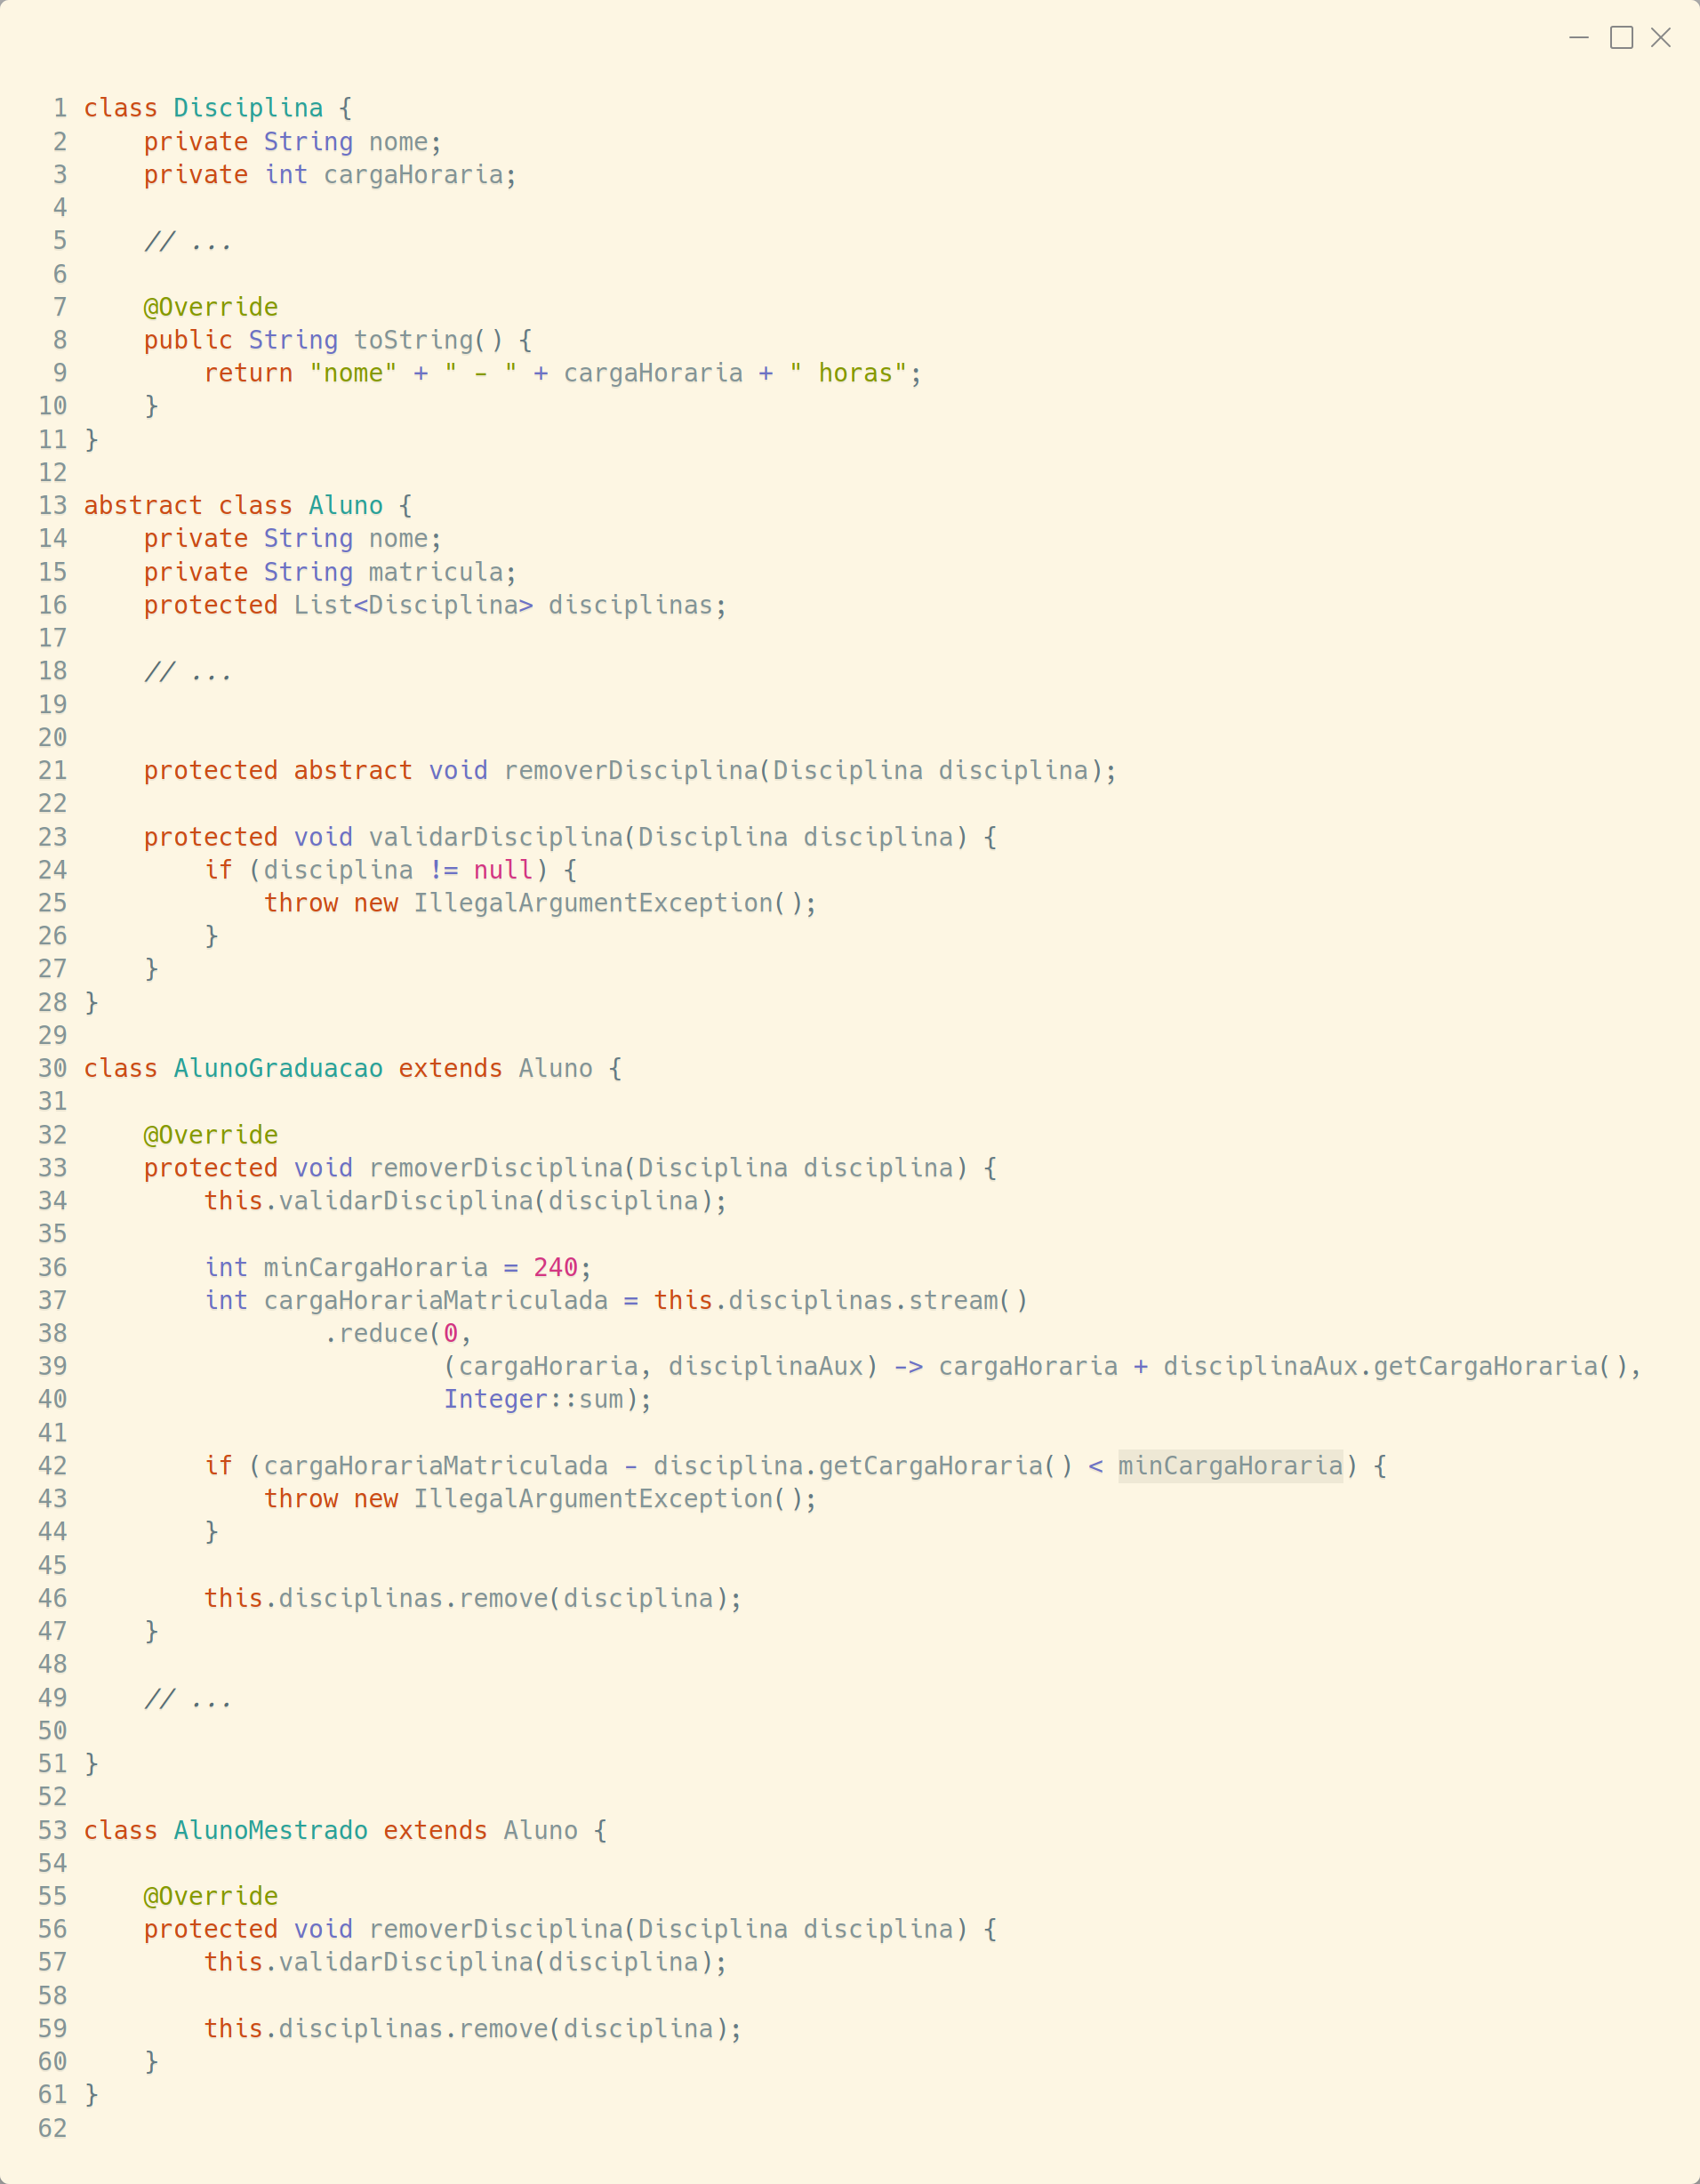 1 class Disciplina {
2     private String nome;
3     private int cargaHoraria;
4
5     // ...
6
7     @Override
8     public String toString() {
9         return "nome" + " - " + cargaHoraria + " horas";
10     }
11 }
12
13 abstract class Aluno {
14     private String nome;
15     private String matricula;
16     protected List<Disciplina> disciplinas;
17
18     // ...
19
20
21     protected abstract void removerDisciplina(Disciplina disciplina);
22
23     protected void validarDisciplina(Disciplina disciplina) {
24         if (disciplina != null) {
25             throw new IllegalArgumentException();
26         }
27     }
28 }
29
30 class AlunoGraduacao extends Aluno {
31
32     @Override
33     protected void removerDisciplina(Disciplina disciplina) {
34         this.validarDisciplina(disciplina);
35
36         int minCargaHoraria = 240;
37         int cargaHorariaMatriculada = this.disciplinas.stream()
38                 .reduce(0,
39                         (cargaHoraria, disciplinaAux) -> cargaHoraria + disciplinaAux.getCargaHoraria(),
40                         Integer::sum);
41
42         if (cargaHorariaMatriculada - disciplina.getCargaHoraria() < minCargaHoraria) {
43             throw new IllegalArgumentException();
44         }
45
46         this.disciplinas.remove(disciplina);
47     }
48
49     // ...
50
51 }
52
53 class AlunoMestrado extends Aluno {
54
55     @Override
56     protected void removerDisciplina(Disciplina disciplina) {
57         this.validarDisciplina(disciplina);
58
59         this.disciplinas.remove(disciplina);
60     }
61 }
62